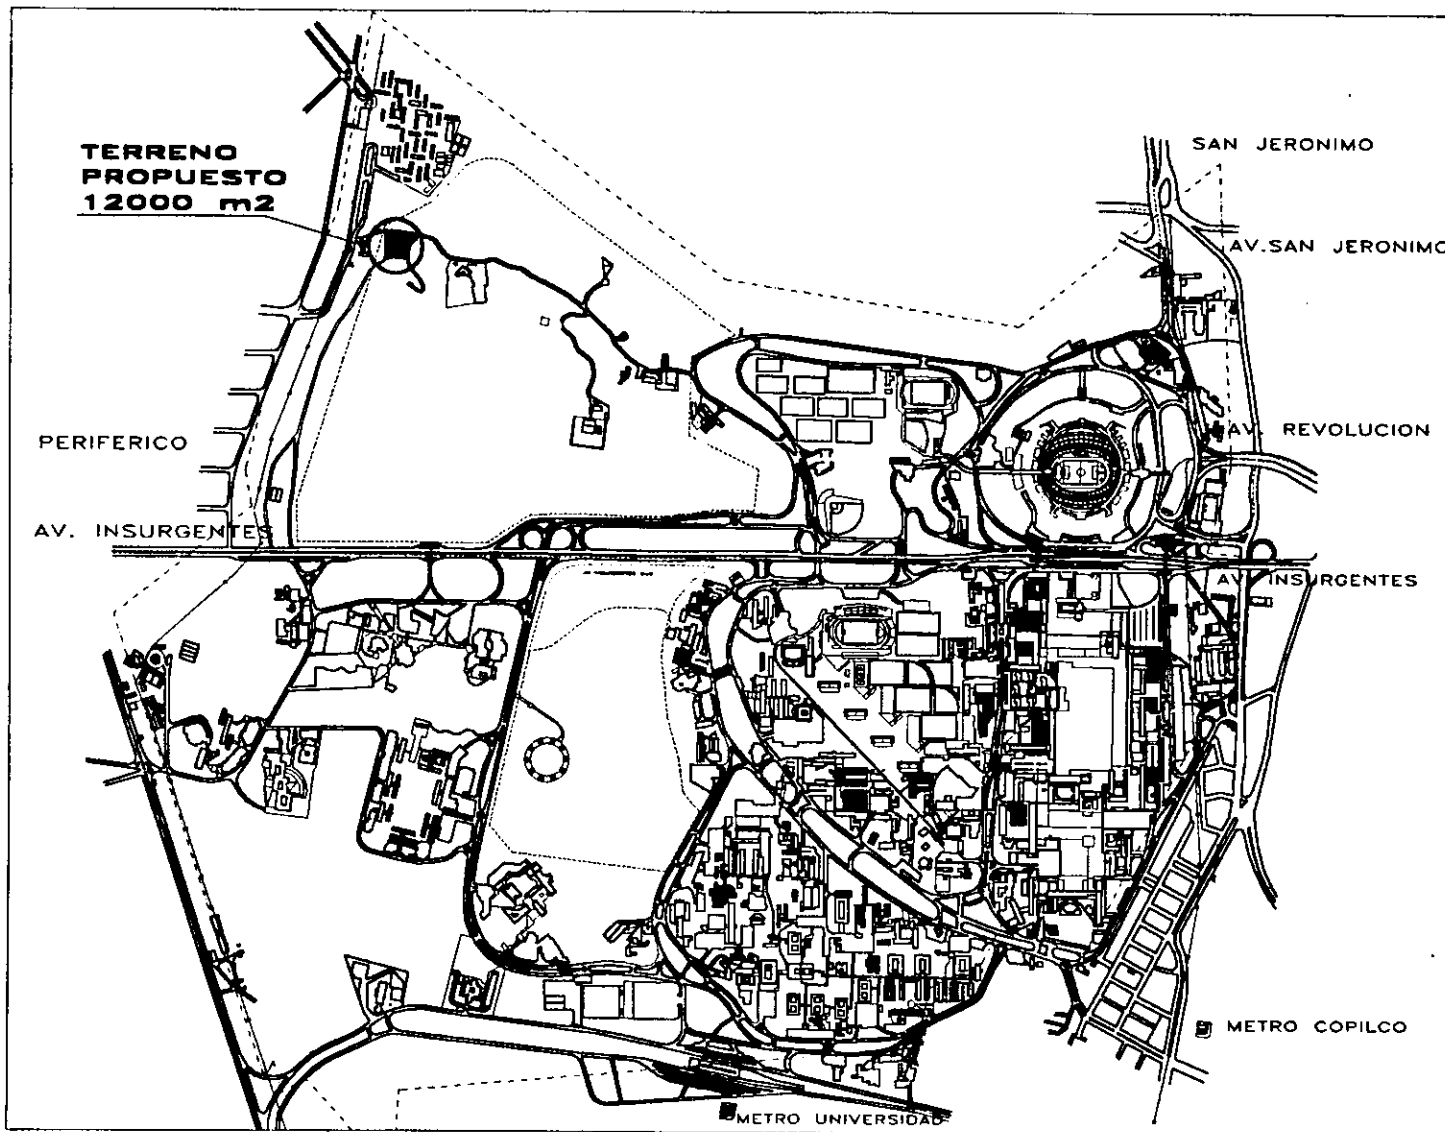 TERRENO
PROPUESTO
12000 m2
SAN JERONIMO
AV.SAN JERONIMO
PERIFERICO
AV. REVOLUCION
AV. INSURGENTES
AV. INSURGENTES
METRO COPILCO
METRO UNIVERSIDAD